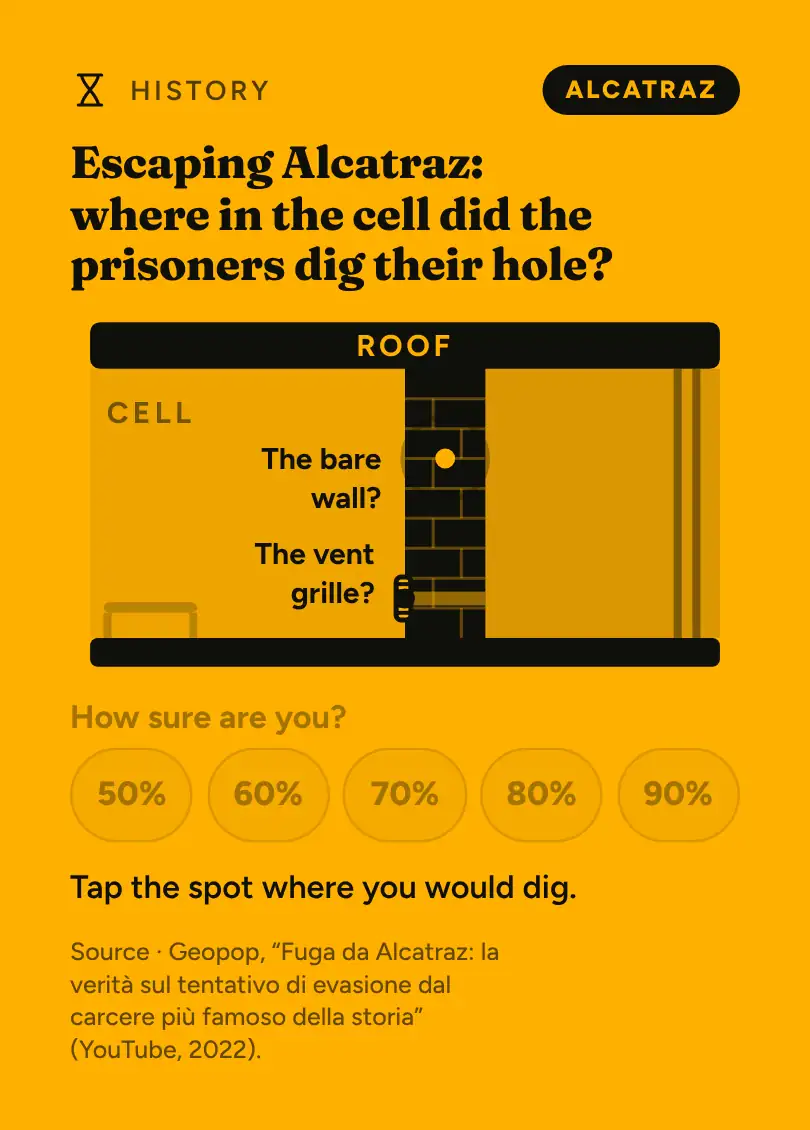 HISTORY
ALCATRAZ
Escaping Alcatraz:
where in the cell did the
prisoners dig their hole?
ROOF
CELL
The bare
wall?
The vent
grille?
How sure are you?
50% 60% 70% 80% 90%
Tap the spot where you would dig.
Source · Geopop, “Fuga da Alcatraz: la
verità sul tentativo di evasione dal
carcere più famoso della storia”
(YouTube, 2022).